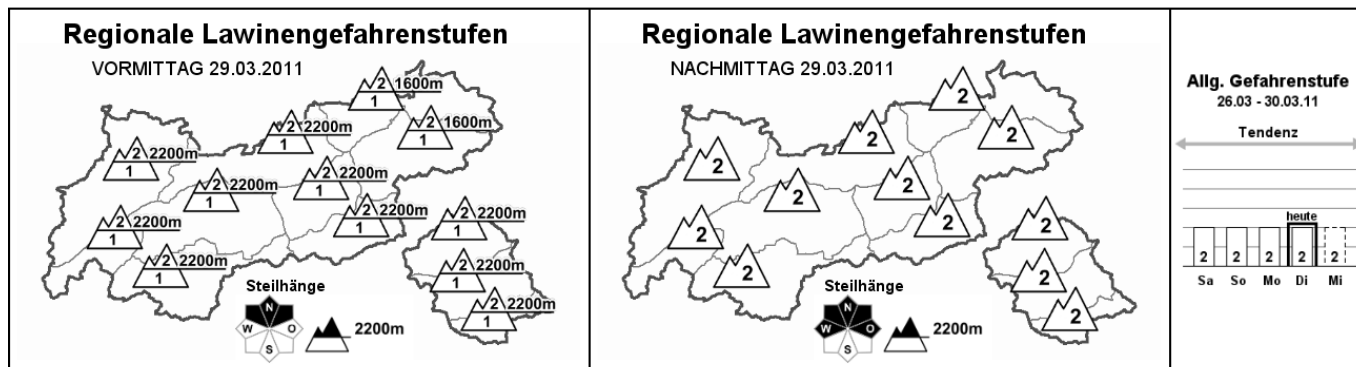 Regionale Lawinengefahrenstufen
VORMITTAG 29.03.2011
2 1600m
1
2 2200m
1
2 1600m
1
2 2200m
1
2 2200m
1
2 2200m
1
2 2200m
1
2 2200m
1
2 2200m
1
2 2200m
1
2 2200m
1
2 2200m
1
Steilhänge
N
W O
S
2200m
Regionale Lawinengefahrenstufen
NACHMITTAG 29.03.2011
2
2
2
2
2
2
2
2
2
2
2
2
Steilhänge
N
W O
S
2200m
Allg. Gefahrenstufe
26.03 - 30.03.11
Tendenz
heute
2 2 2 2 2
Sa So Mo Di Mi